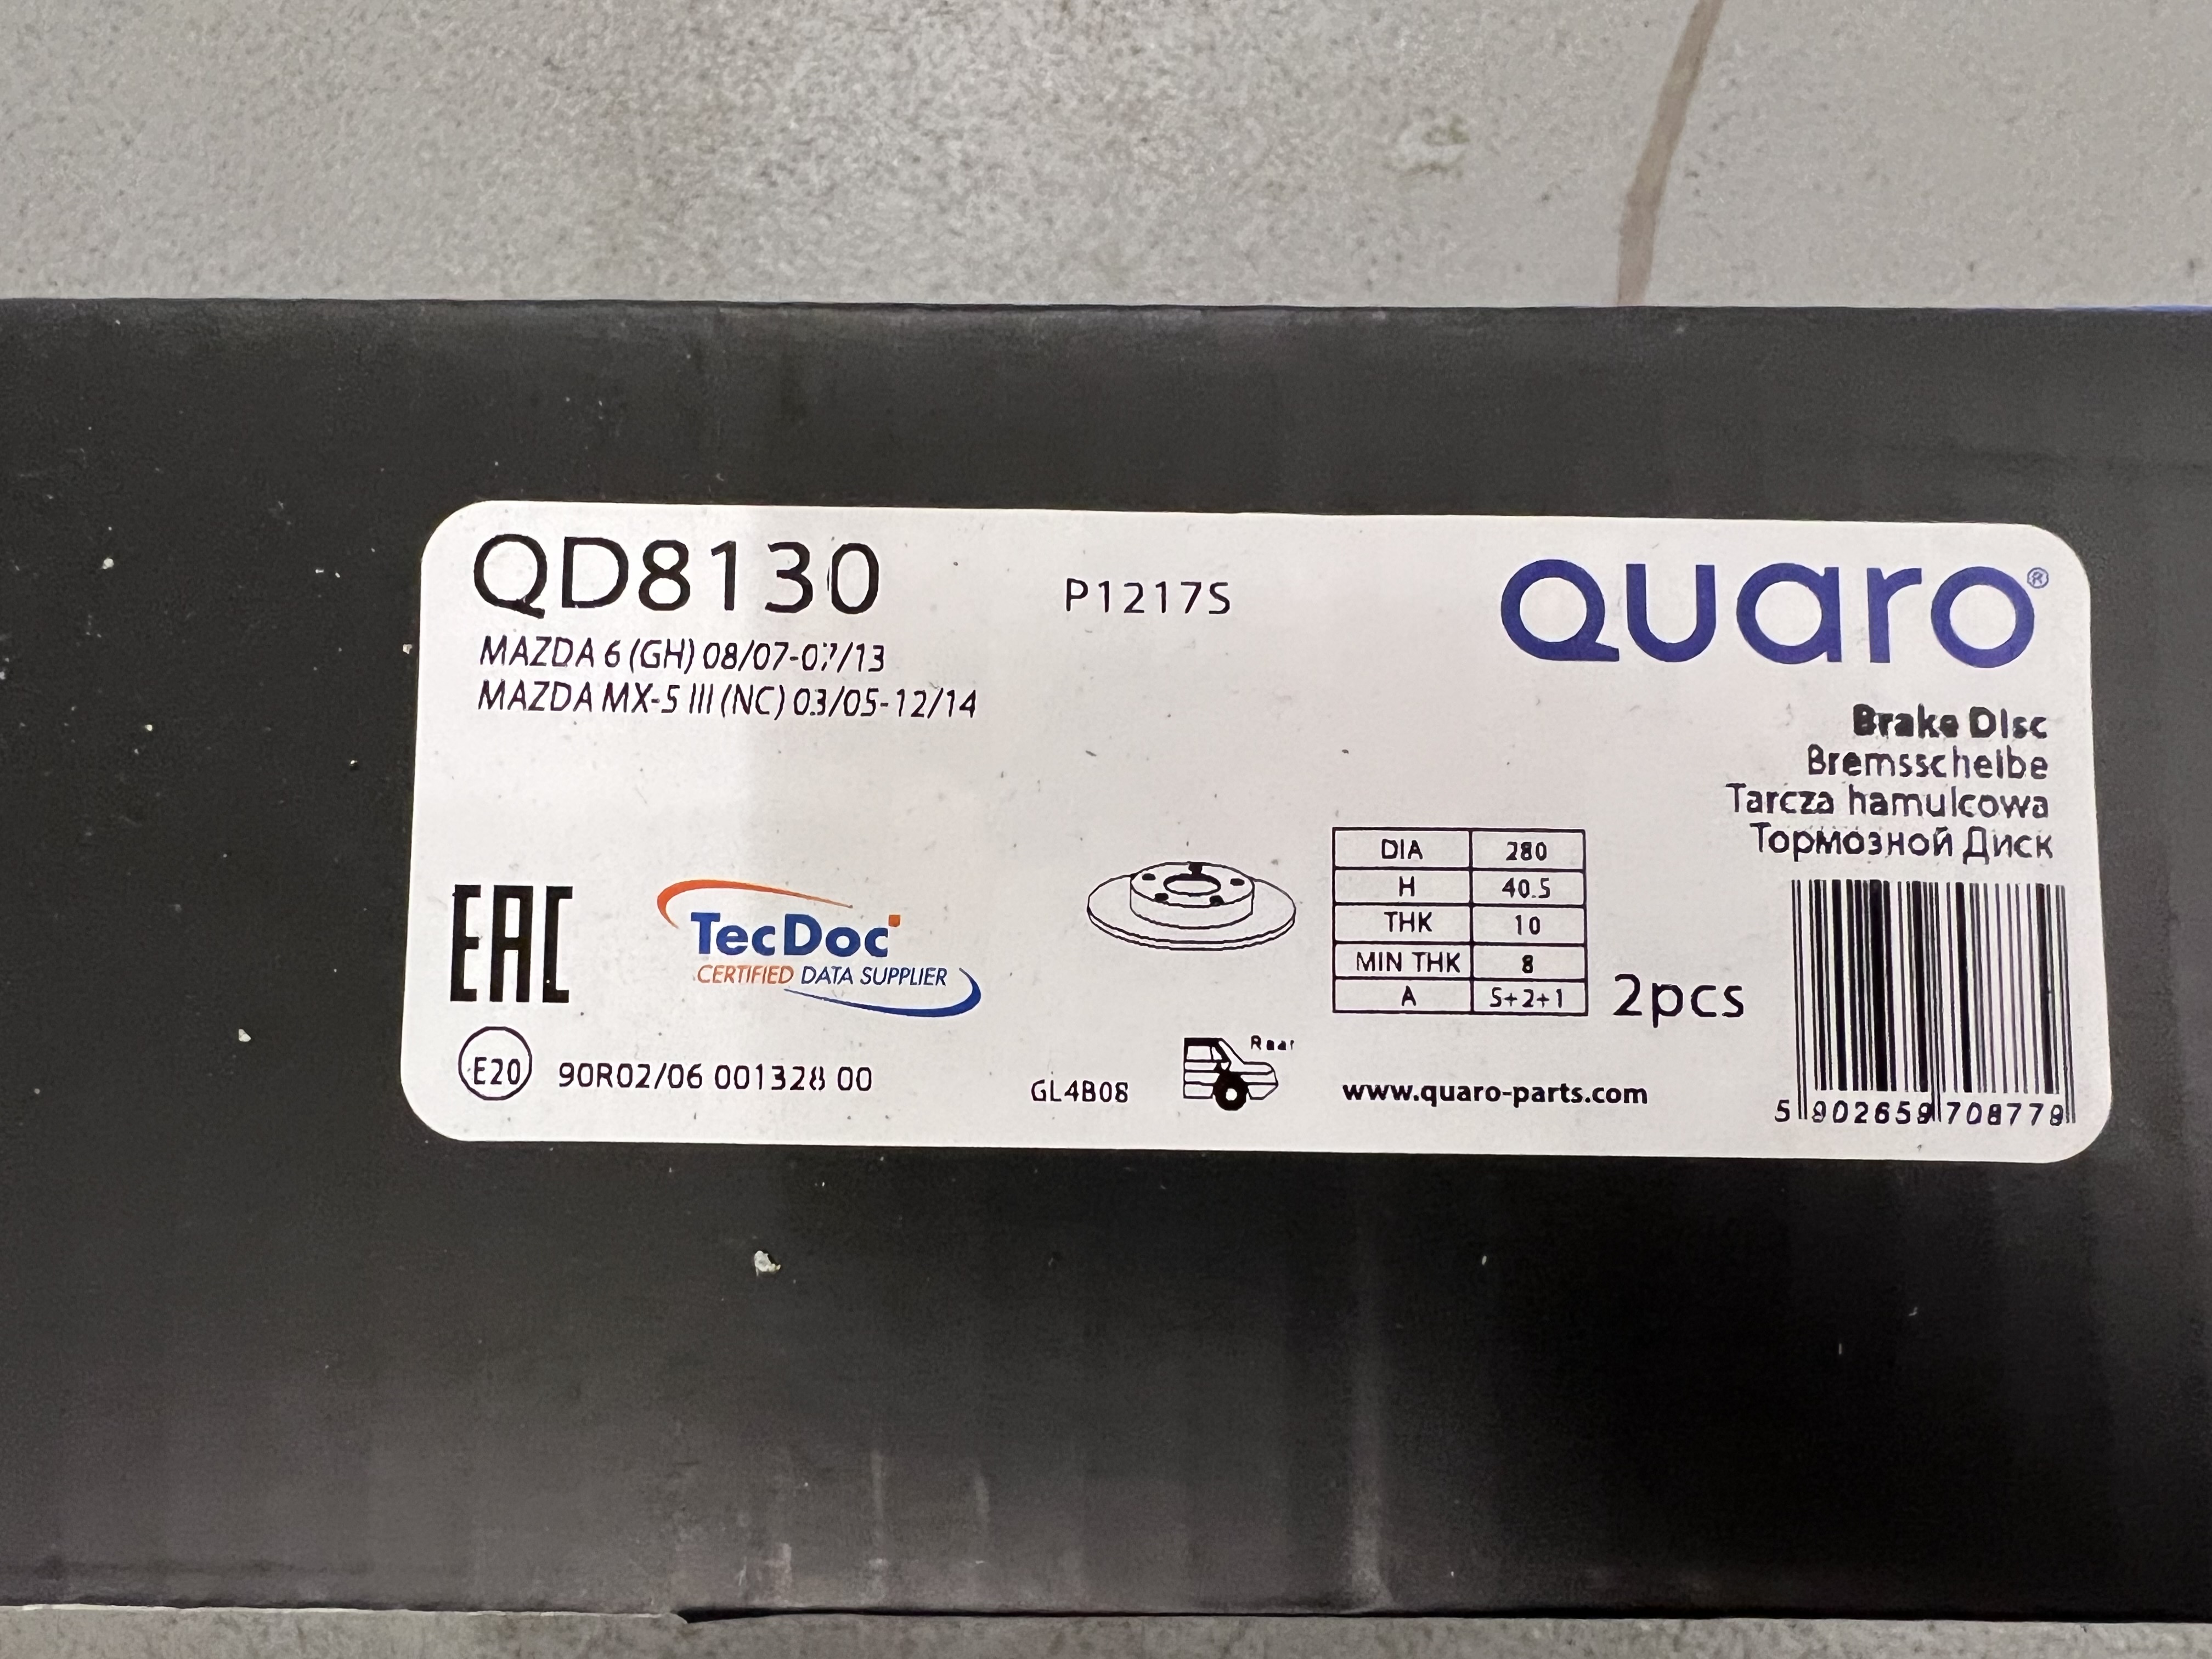 QD8130
P1217S
Quaro®
MAZDA 6 (GH) 08/07-07/13
MAZDA MX-5 III (NC) 03/05-12/14
Brake Disc
Bremsscheibe
Tarcza hamulcowa
Тормозной Диск
DIA 280
H 40.5
THK 10
MIN THK 8
A 5+2+1
2pcs
EAC
TecDoc
CERTIFIED DATA SUPPLIER
E20
90R02/06 001328 00
GL4B08
Rear
www.quaro-parts.com
5 902659 708779